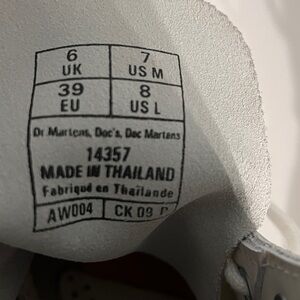 6 7
UK US M
39 8
EU US L
Dr Martens, Doc's, Doc Martens
14357
MADE IN THAILAND
Fabriqué en Thaïlande
AW004 CK 09